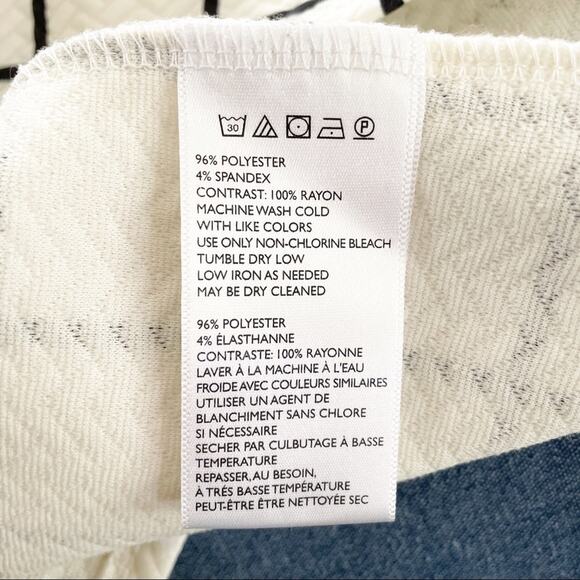 30
P
96% POLYESTER
4% SPANDEX
CONTRAST: 100% RAYON
MACHINE WASH COLD
WITH LIKE COLORS
USE ONLY NON-CHLORINE BLEACH
TUMBLE DRY LOW
LOW IRON AS NEEDED
MAY BE DRY CLEANED
96% POLYESTER
4% ÉLASTHANNE
CONTRASTE: 100% RAYONNE
LAVER À LA MACHINE À L'EAU
FROIDE AVEC COULEURS SIMILAIRES
UTILISER UN AGENT DE
BLANCHIMENT SANS CHLORE
SI NÉCESSAIRE
SECHER PAR CULBUTAGE À BASSE
TEMPERATURE
REPASSER, AU BESOIN,
À TRÉS BASSE TEMPÉRATURE
PEUT-ÊTRE ÊTRE NETTOYÉE SEC